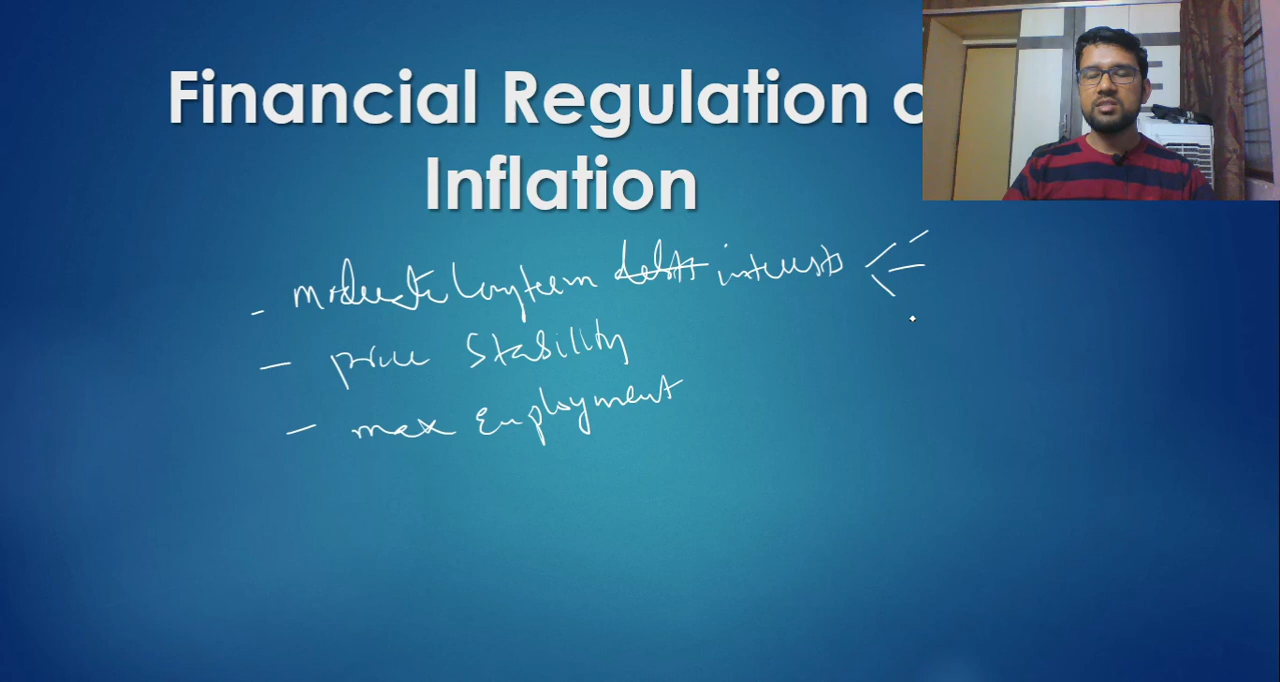 Financial Regulation o
Inflation
- moderate longterm debts interests
- price Stability
- max Employment